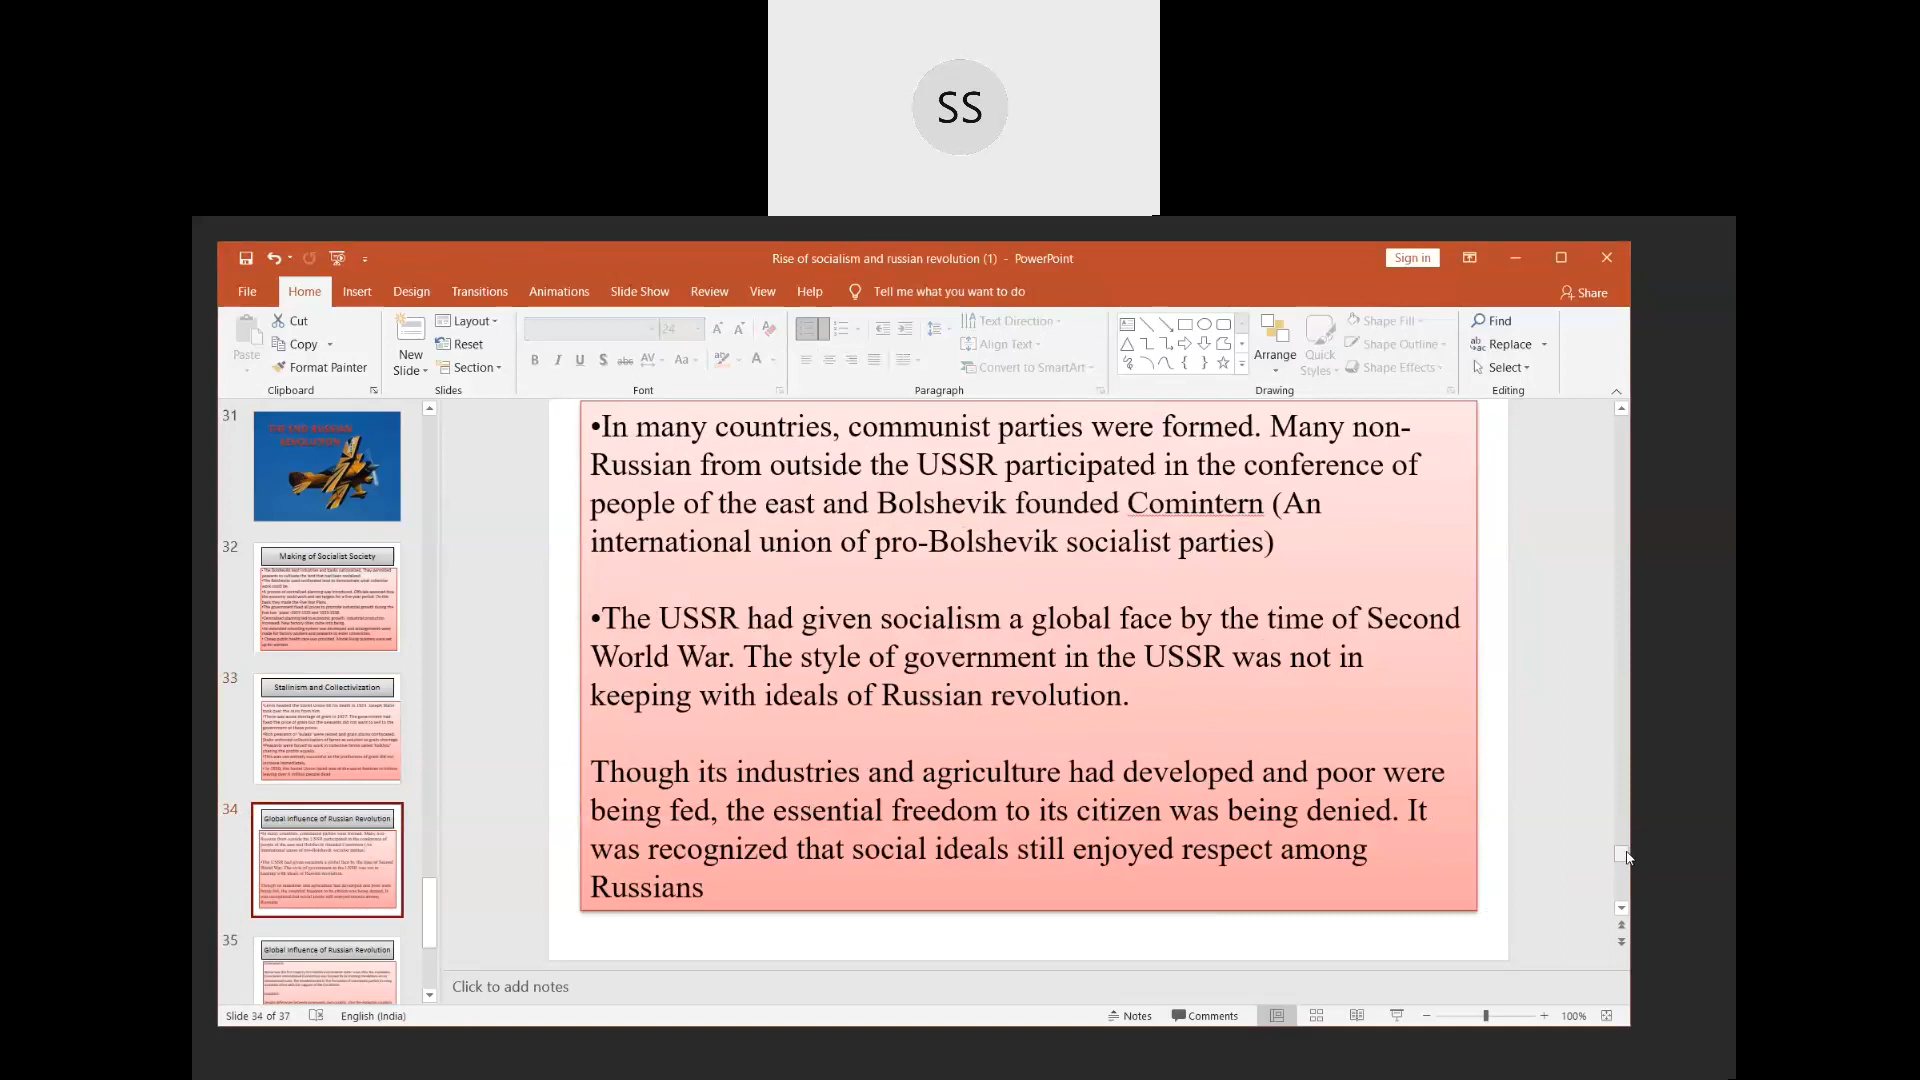 SS
Rise of socialism and russian revolution (1) - PowerPoint
Sign in
File Home Insert Design Transitions Animations Slide Show Review View Help Tell me what you want to do
Share
Paste
Cut
Copy
Format Painter
Clipboard
New
Slide
Layout
Reset
Section
Slides
24
B I U S abc AV Aa A
Font
Text Direction
Align Text
Convert to SmartArt
Paragraph
Arrange
Quick
Styles
Shape Fill
Shape Outline
Shape Effects
Drawing
Find
Replace
Select
Editing
31
THE END RUSSIAN
REVOLUTION
32
Making of Socialist Society
33
Stalinism and Collectivization
34
Global Influence of Russian Revolution
35
Global Influence of Russian Revolution
•In many countries, communist parties were formed. Many non-
Russian from outside the USSR participated in the conference of
people of the east and Bolshevik founded Comintern (An
international union of pro-Bolshevik socialist parties)
•The USSR had given socialism a global face by the time of Second
World War. The style of government in the USSR was not in
keeping with ideals of Russian revolution.
Though its industries and agriculture had developed and poor were
being fed, the essential freedom to its citizen was being denied. It
was recognized that social ideals still enjoyed respect among
Russians
Click to add notes
Slide 34 of 37 English (India) Notes Comments 100%